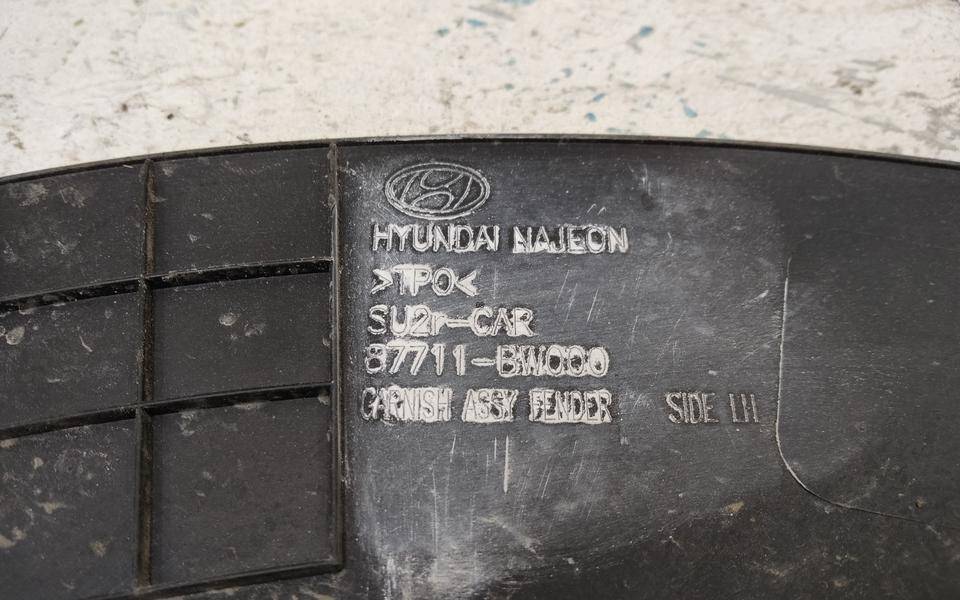 HYUNDAI NAJEON
>TPO<
SU2r-CAR
87711-BW000
GARNISH ASSY FENDER SIDE LH